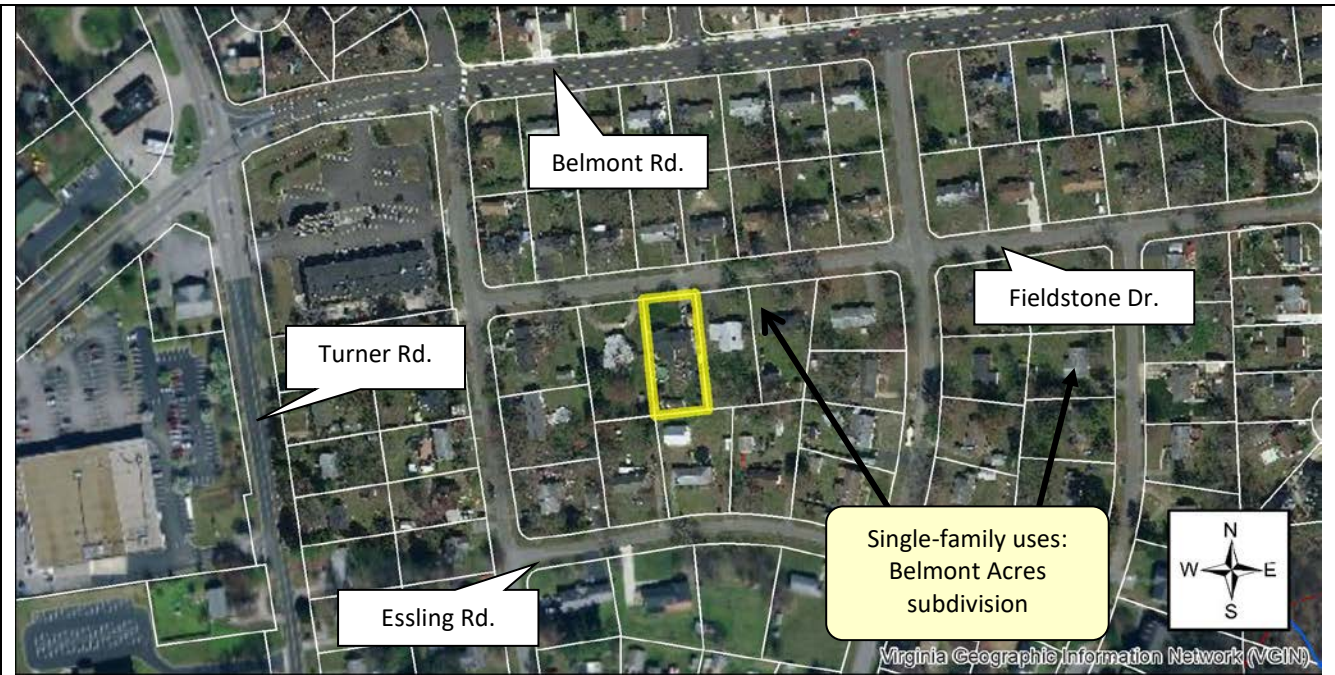 Belmont Rd.
Fieldstone Dr.
Turner Rd.
Single-family uses:
Belmont Acres
subdivision
Essling Rd.
N
W E
S
Virginia Geographic Information Network (VGIN)